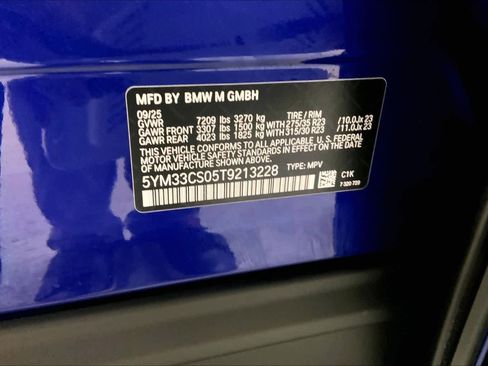 MFD BY BMW M GMBH
09/25
GVWR 7209 lbs 3270 kg TIRE / RIM
GAWR FRONT 3307 lbs 1500 kg WITH 275/35 R23 /10.0Jx 23
GAWR REAR 4023 lbs 1825 kg WITH 315/30 R23 /11.0Jx 23
THIS VEHICLE CONFORMS TO ALL APPLICABLE U. S. FEDERAL
MOTOR VEHICLE SAFETY STANDARDS IN EFFECT ON THE DATE
OF MANUFACTURE SHOWN ABOVE.
5YM33CS05T9213228 TYPE: MPV
C1K
7 320 729